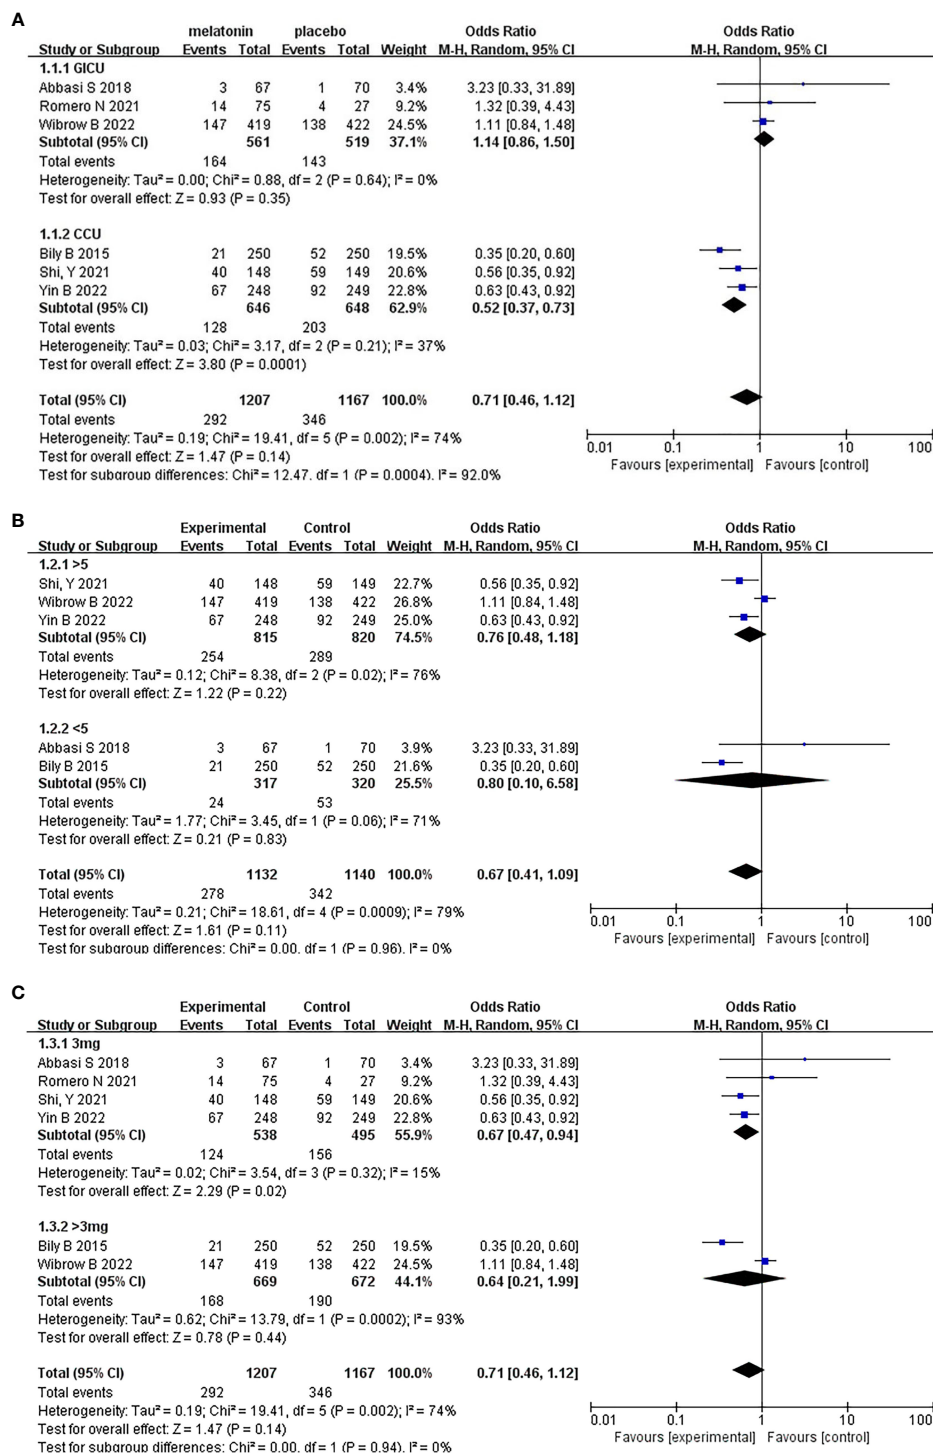 A
melatonin placebo Odds Ratio Odds Ratio
Study or Subgroup Events Total Events Total Weight M-H, Random, 95% CI M-H, Random, 95% CI
1.1.1 GICU
Abbasi S 2018 3 67 1 70 3.4% 3.23 [0.33, 31.89]
Romero N 2021 14 75 4 27 9.2% 1.32 [0.39, 4.43]
Wibrow B 2022 147 419 138 422 24.5% 1.11 [0.84, 1.48]
Subtotal (95% CI) 561 519 37.1% 1.14 [0.86, 1.50]
Total events 164 143
Heterogeneity: Tau² = 0.00; Chi² = 0.88, df = 2 (P = 0.64); I² = 0%
Test for overall effect: Z = 0.93 (P = 0.35)
1.1.2 CCU
Bily B 2015 21 250 52 250 19.5% 0.35 [0.20, 0.60]
Shi, Y 2021 40 148 59 149 20.6% 0.56 [0.35, 0.92]
Yin B 2022 67 248 92 249 22.8% 0.63 [0.43, 0.92]
Subtotal (95% CI) 646 648 62.9% 0.52 [0.37, 0.73]
Total events 128 203
Heterogeneity: Tau² = 0.03; Chi² = 3.17, df = 2 (P = 0.21); I² = 37%
Test for overall effect: Z = 3.80 (P = 0.0001)
Total (95% CI) 1207 1167 100.0% 0.71 [0.46, 1.12]
Total events 292 346
Heterogeneity: Tau² = 0.19; Chi² = 19.41, df = 5 (P = 0.002); I² = 74%
Test for overall effect: Z = 1.47 (P = 0.14)
Test for subgroup differences: Chi² = 12.47, df = 1 (P = 0.0004), I² = 92.0%
0.01 0.1 1 10 100
Favours [experimental] Favours [control]
B
Experimental Control Odds Ratio Odds Ratio
Study or Subgroup Events Total Events Total Weight M-H, Random, 95% CI M-H, Random, 95% CI
1.2.1 >5
Shi, Y 2021 40 148 59 149 22.7% 0.56 [0.35, 0.92]
Wibrow B 2022 147 419 138 422 26.8% 1.11 [0.84, 1.48]
Yin B 2022 67 248 92 249 25.0% 0.63 [0.43, 0.92]
Subtotal (95% CI) 815 820 74.5% 0.76 [0.48, 1.18]
Total events 254 289
Heterogeneity: Tau² = 0.12; Chi² = 8.38, df = 2 (P = 0.02); I² = 76%
Test for overall effect: Z = 1.22 (P = 0.22)
1.2.2 <5
Abbasi S 2018 3 67 1 70 3.9% 3.23 [0.33, 31.89]
Bily B 2015 21 250 52 250 21.6% 0.35 [0.20, 0.60]
Subtotal (95% CI) 317 320 25.5% 0.80 [0.10, 6.58]
Total events 24 53
Heterogeneity: Tau² = 1.77; Chi² = 3.45, df = 1 (P = 0.06); I² = 71%
Test for overall effect: Z = 0.21 (P = 0.83)
Total (95% CI) 1132 1140 100.0% 0.67 [0.41, 1.09]
Total events 278 342
Heterogeneity: Tau² = 0.21; Chi² = 18.61, df = 4 (P = 0.0009); I² = 79%
Test for overall effect: Z = 1.61 (P = 0.11)
Test for subgroup differences: Chi² = 0.00, df = 1 (P = 0.96), I² = 0%
0.01 0.1 1 10 100
Favours [experimental] Favours [control]
C
Experimental Control Odds Ratio Odds Ratio
Study or Subgroup Events Total Events Total Weight M-H, Random, 95% CI M-H, Random, 95% CI
1.3.1 3mg
Abbasi S 2018 3 67 1 70 3.4% 3.23 [0.33, 31.89]
Romero N 2021 14 75 4 27 9.2% 1.32 [0.39, 4.43]
Shi, Y 2021 40 148 59 149 20.6% 0.56 [0.35, 0.92]
Yin B 2022 67 248 92 249 22.8% 0.63 [0.43, 0.92]
Subtotal (95% CI) 538 495 55.9% 0.67 [0.47, 0.94]
Total events 124 156
Heterogeneity: Tau² = 0.02; Chi² = 3.54, df = 3 (P = 0.32); I² = 15%
Test for overall effect: Z = 2.29 (P = 0.02)
1.3.2 >3mg
Bily B 2015 21 250 52 250 19.5% 0.35 [0.20, 0.60]
Wibrow B 2022 147 419 138 422 24.5% 1.11 [0.84, 1.48]
Subtotal (95% CI) 669 672 44.1% 0.64 [0.21, 1.99]
Total events 168 190
Heterogeneity: Tau² = 0.62; Chi² = 13.79, df = 1 (P = 0.0002); I² = 93%
Test for overall effect: Z = 0.78 (P = 0.44)
Total (95% CI) 1207 1167 100.0% 0.71 [0.46, 1.12]
Total events 292 346
Heterogeneity: Tau² = 0.19; Chi² = 19.41, df = 5 (P = 0.002); I² = 74%
Test for overall effect: Z = 1.47 (P = 0.14)
Test for subgroup differences: Chi² = 0.00, df = 1 (P = 0.94), I² = 0%
0.01 0.1 1 10 100
Favours [experimental] Favours [control]